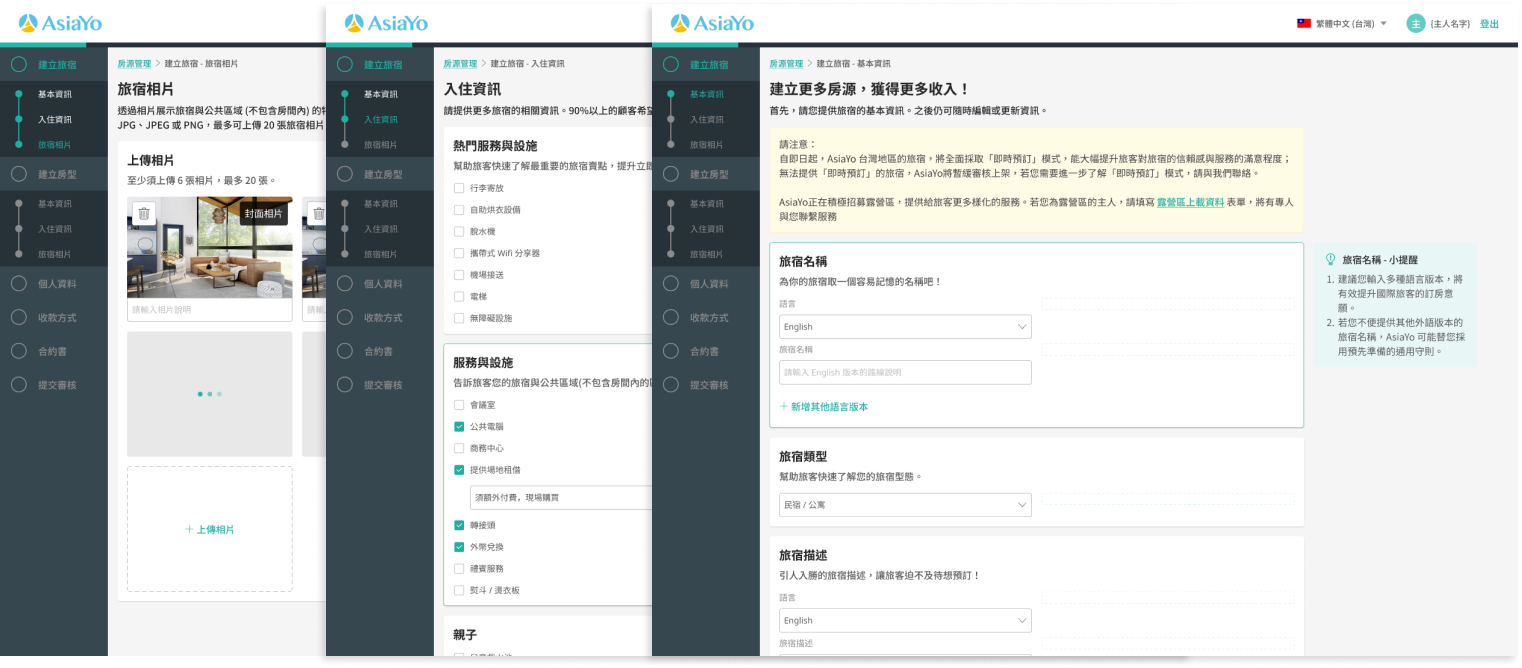 AsiaYo
建立旅宿
基本資訊
入住資訊
旅宿相片
建立房型
基本資訊
入住資訊
旅宿相片
個人資料
收款方式
合約書
提交審核
房源管理 > 建立旅宿 - 旅宿相片
旅宿相片
透過相片展示旅宿與公共區域 (不包含房間內) 的
JPG、JPEG 或 PNG，最多可上傳 20 張旅宿相片
上傳相片
至少須上傳 6 張相片，最多 20 張。
封面相片
請輸入相片說明
請輸
+ 上傳相片
AsiaYo
建立旅宿
基本資訊
入住資訊
旅宿相片
建立房型
基本資訊
入住資訊
旅宿相片
個人資料
收款方式
合約書
提交審核
房源管理 > 建立旅宿 - 入住資訊
入住資訊
請提供更多旅宿的相關資訊。90%以上的顧客希
熱門服務與設施
幫助旅客快速了解最重要的旅宿賣點，提升立
行李寄放
自助烘衣設備
脫水機
攜帶式 Wifi 分享器
機場接送
電梯
無障礙設施
服務與設施
告訴旅客您的旅宿與公共區域(不包含房間內的
會議室
公共電腦
商務中心
提供場地租借
須額外付費，現場購買
轉接頭
外幣兌換
禮賓服務
熨斗 / 燙衣板
親子
AsiaYo
繁體中文 (台灣)
主
{主人名字}
登出
建立旅宿
基本資訊
入住資訊
旅宿相片
建立房型
基本資訊
入住資訊
旅宿相片
個人資料
收款方式
合約書
提交審核
房源管理 > 建立旅宿 - 基本資訊
建立更多房源，獲得更多收入！
首先，請您提供旅宿的基本資訊。之後仍可隨時編輯或更新資訊。
請注意：
自即日起，AsiaYo 台灣地區的旅宿，將全面採取「即時預訂」模式，能大幅提升旅客對旅宿的信賴感與服務的滿意程度；
無法提供「即時預訂」的旅宿，AsiaYo將暫緩審核上架，若您需要進一步了解「即時預訂」模式，請與我們聯絡。
AsiaYo正在積極招募露營區，提供給旅客更多樣化的服務。若您為露營區的主人，請填寫 露營區上載資料 表單，將有專人
與您聯繫服務
旅宿名稱
為你的旅宿取一個容易記憶的名稱吧！
語言
English
旅宿名稱
請輸入 English 版本的路線說明
+ 新增其他語言版本
旅宿名稱 - 小提醒
1. 建議您輸入多種語言版本，將
有效提升國際旅客的訂房意
願。
2. 若您不便提供其他外語版本的
旅宿名稱，AsiaYo 可能替您採
用預先準備的通用守則。
旅宿類型
幫助旅客快速了解您的旅宿型態。
民宿 / 公寓
旅宿描述
引人入勝的旅宿描述，讓旅客迫不及待想預訂！
語言
English
旅宿描述